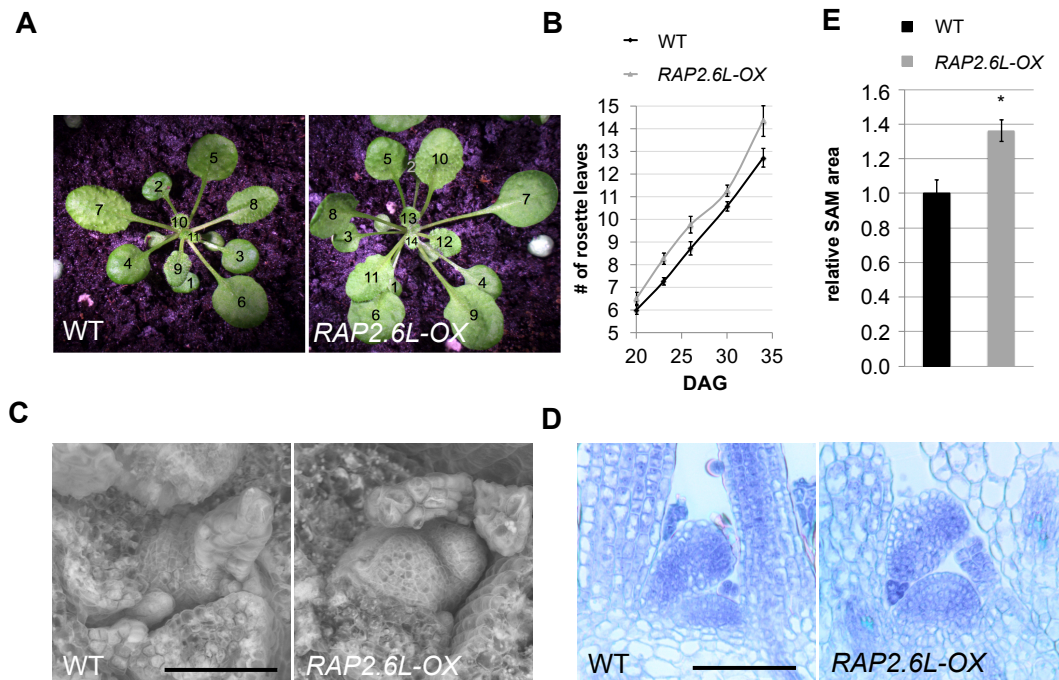 A
5
2
10
7
8
11
4
9
3
1
6
WT
5
2
10
7
8
13
3
14
12
11
1
4
6
9
RAP2.6L-OX
B
WT
RAP2.6L-OX
# of rosette leaves
15
14
13
12
11
10
9
8
7
6
5
20 25 30 35
DAG
E
WT
RAP2.6L-OX
relative SAM area
1.6
1.4
1.2
1.0
0.8
0.6
0.4
0.2
0.0
*
C
WT
RAP2.6L-OX
D
WT
RAP2.6L-OX